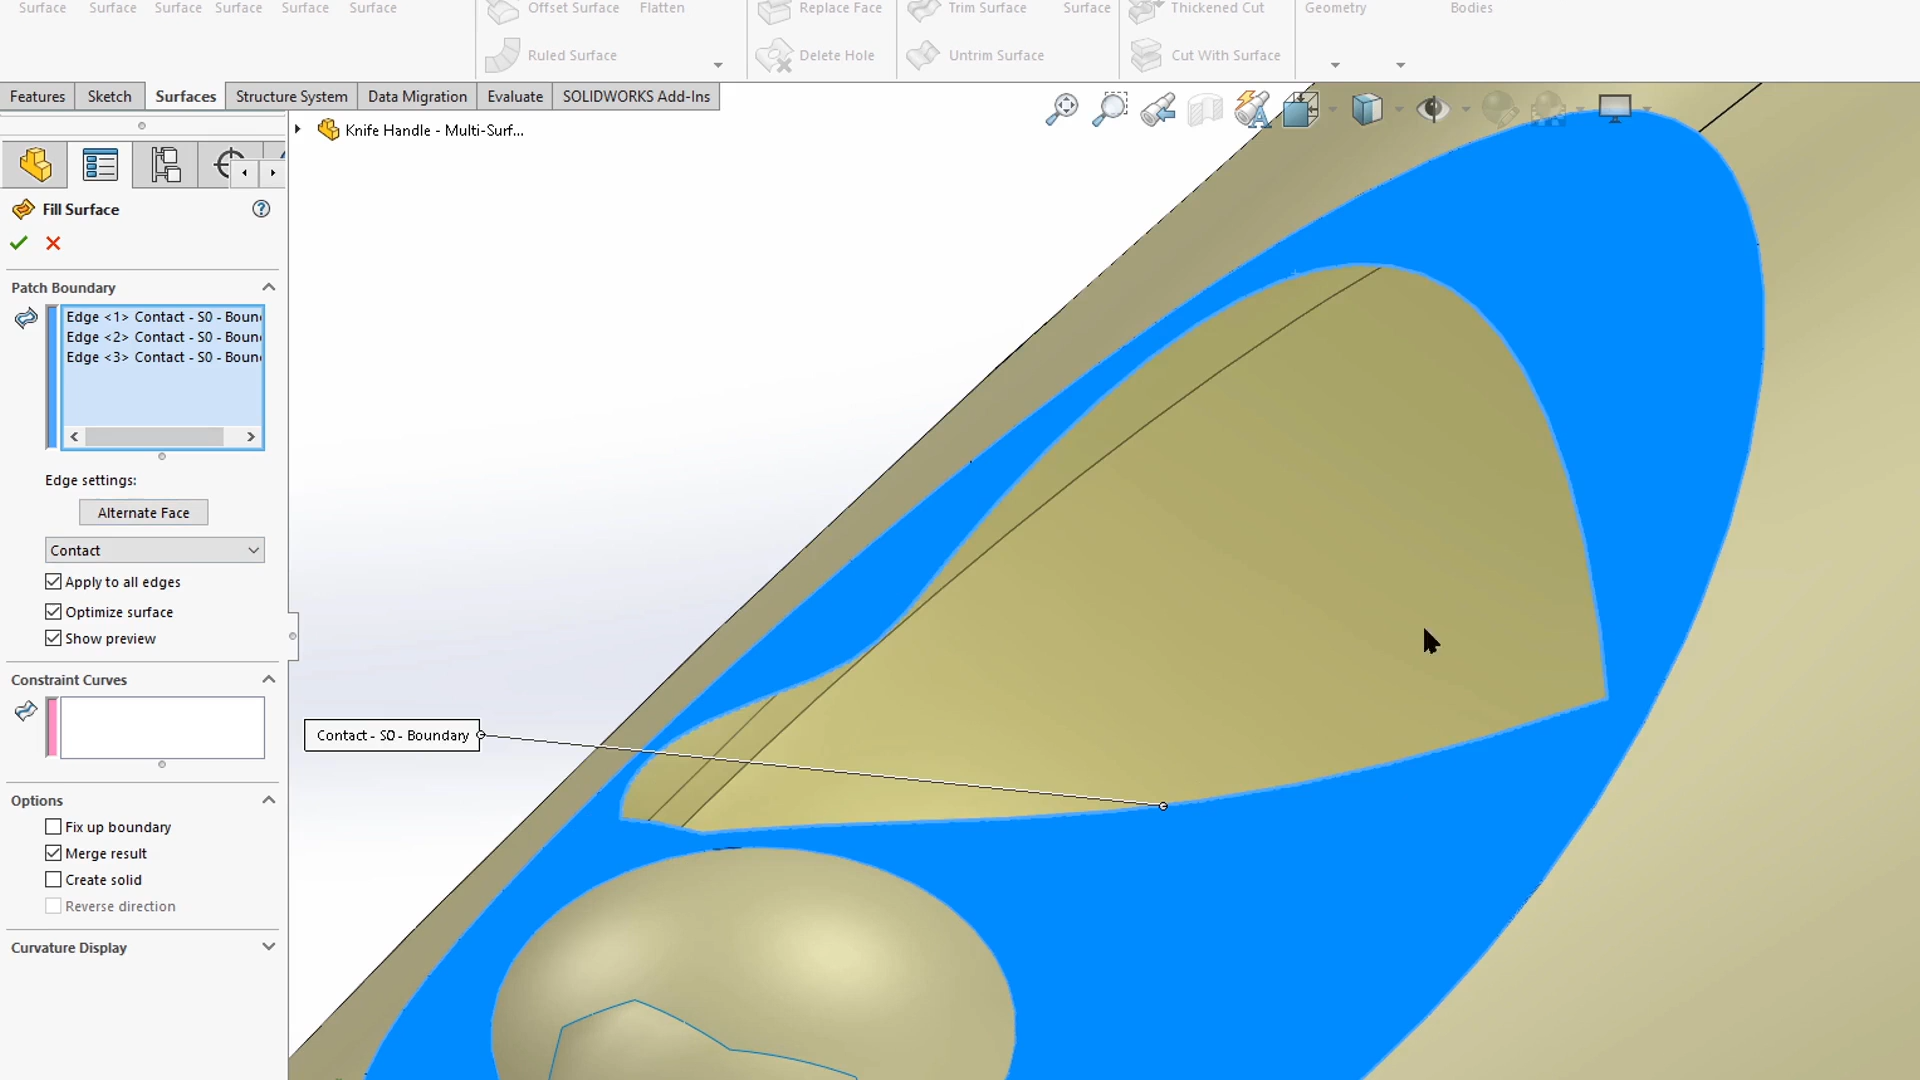 Surface Surface Surface Surface Surface Surface
Offset Surface Flatten
Ruled Surface
Replace Face
Delete Hole
Trim Surface Surface
Untrim Surface
Thickened Cut
Cut With Surface
Geometry
Bodies
Features Sketch Surfaces Structure System Data Migration Evaluate SOLIDWORKS Add-Ins
Knife Handle - Multi-Surf...
Fill Surface
Patch Boundary
Edge <1> Contact - S0 - Boun
Edge <2> Contact - S0 - Boun
Edge <3> Contact - S0 - Boun
Edge settings:
Alternate Face
Contact
Apply to all edges
Optimize surface
Show preview
Constraint Curves
Contact - S0 - Boundary
Options
Fix up boundary
Merge result
Create solid
Reverse direction
Curvature Display